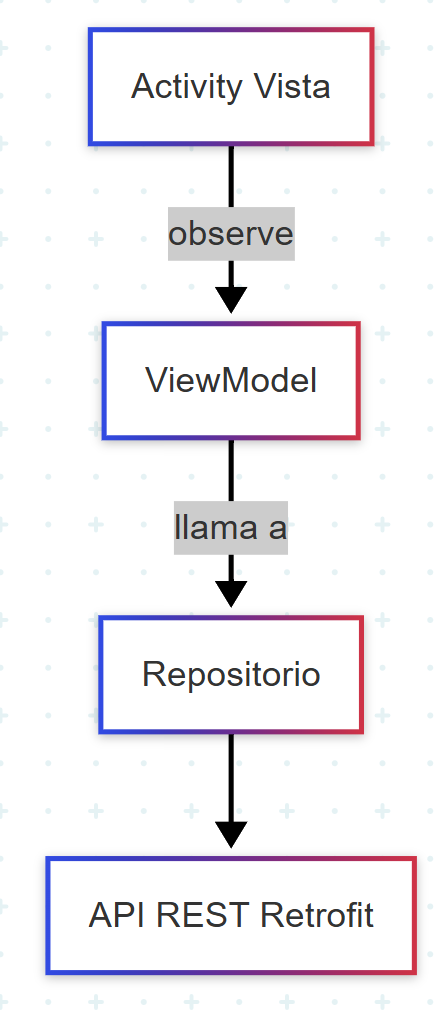 Activity Vista
observe
ViewModel
llama a
Repositorio
API REST Retrofit